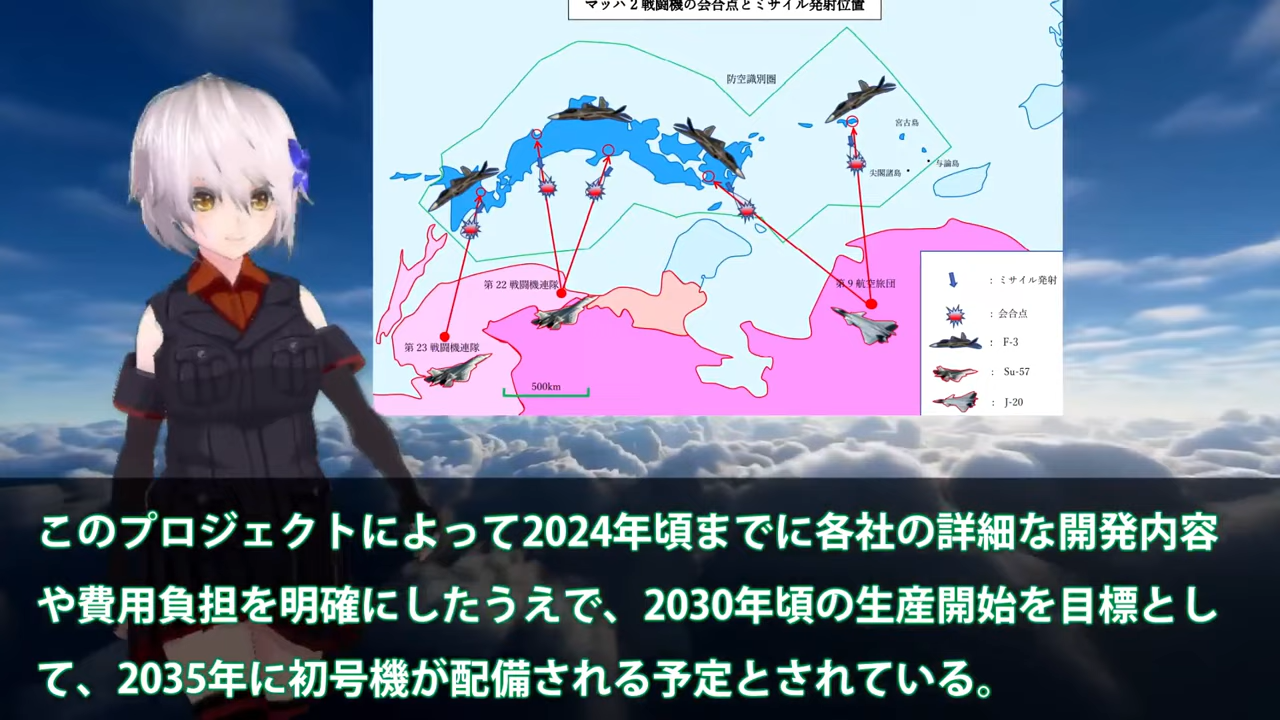 マッハ2戦闘機の会合点とミサイル発射位置
防空識別圏
宮古島
与論島
尖閣諸島
第22戦闘機連隊
第9航空旅団
第23戦闘機連隊
500km
：ミサイル発射
：会合点
：F-3
：Su-57
：J-20
このプロジェクトによって2024年頃までに各社の詳細な開発内容
や費用負担を明確にしたうえで、2030年頃の生産開始を目標とし
て、2035年に初号機が配備される予定とされている。